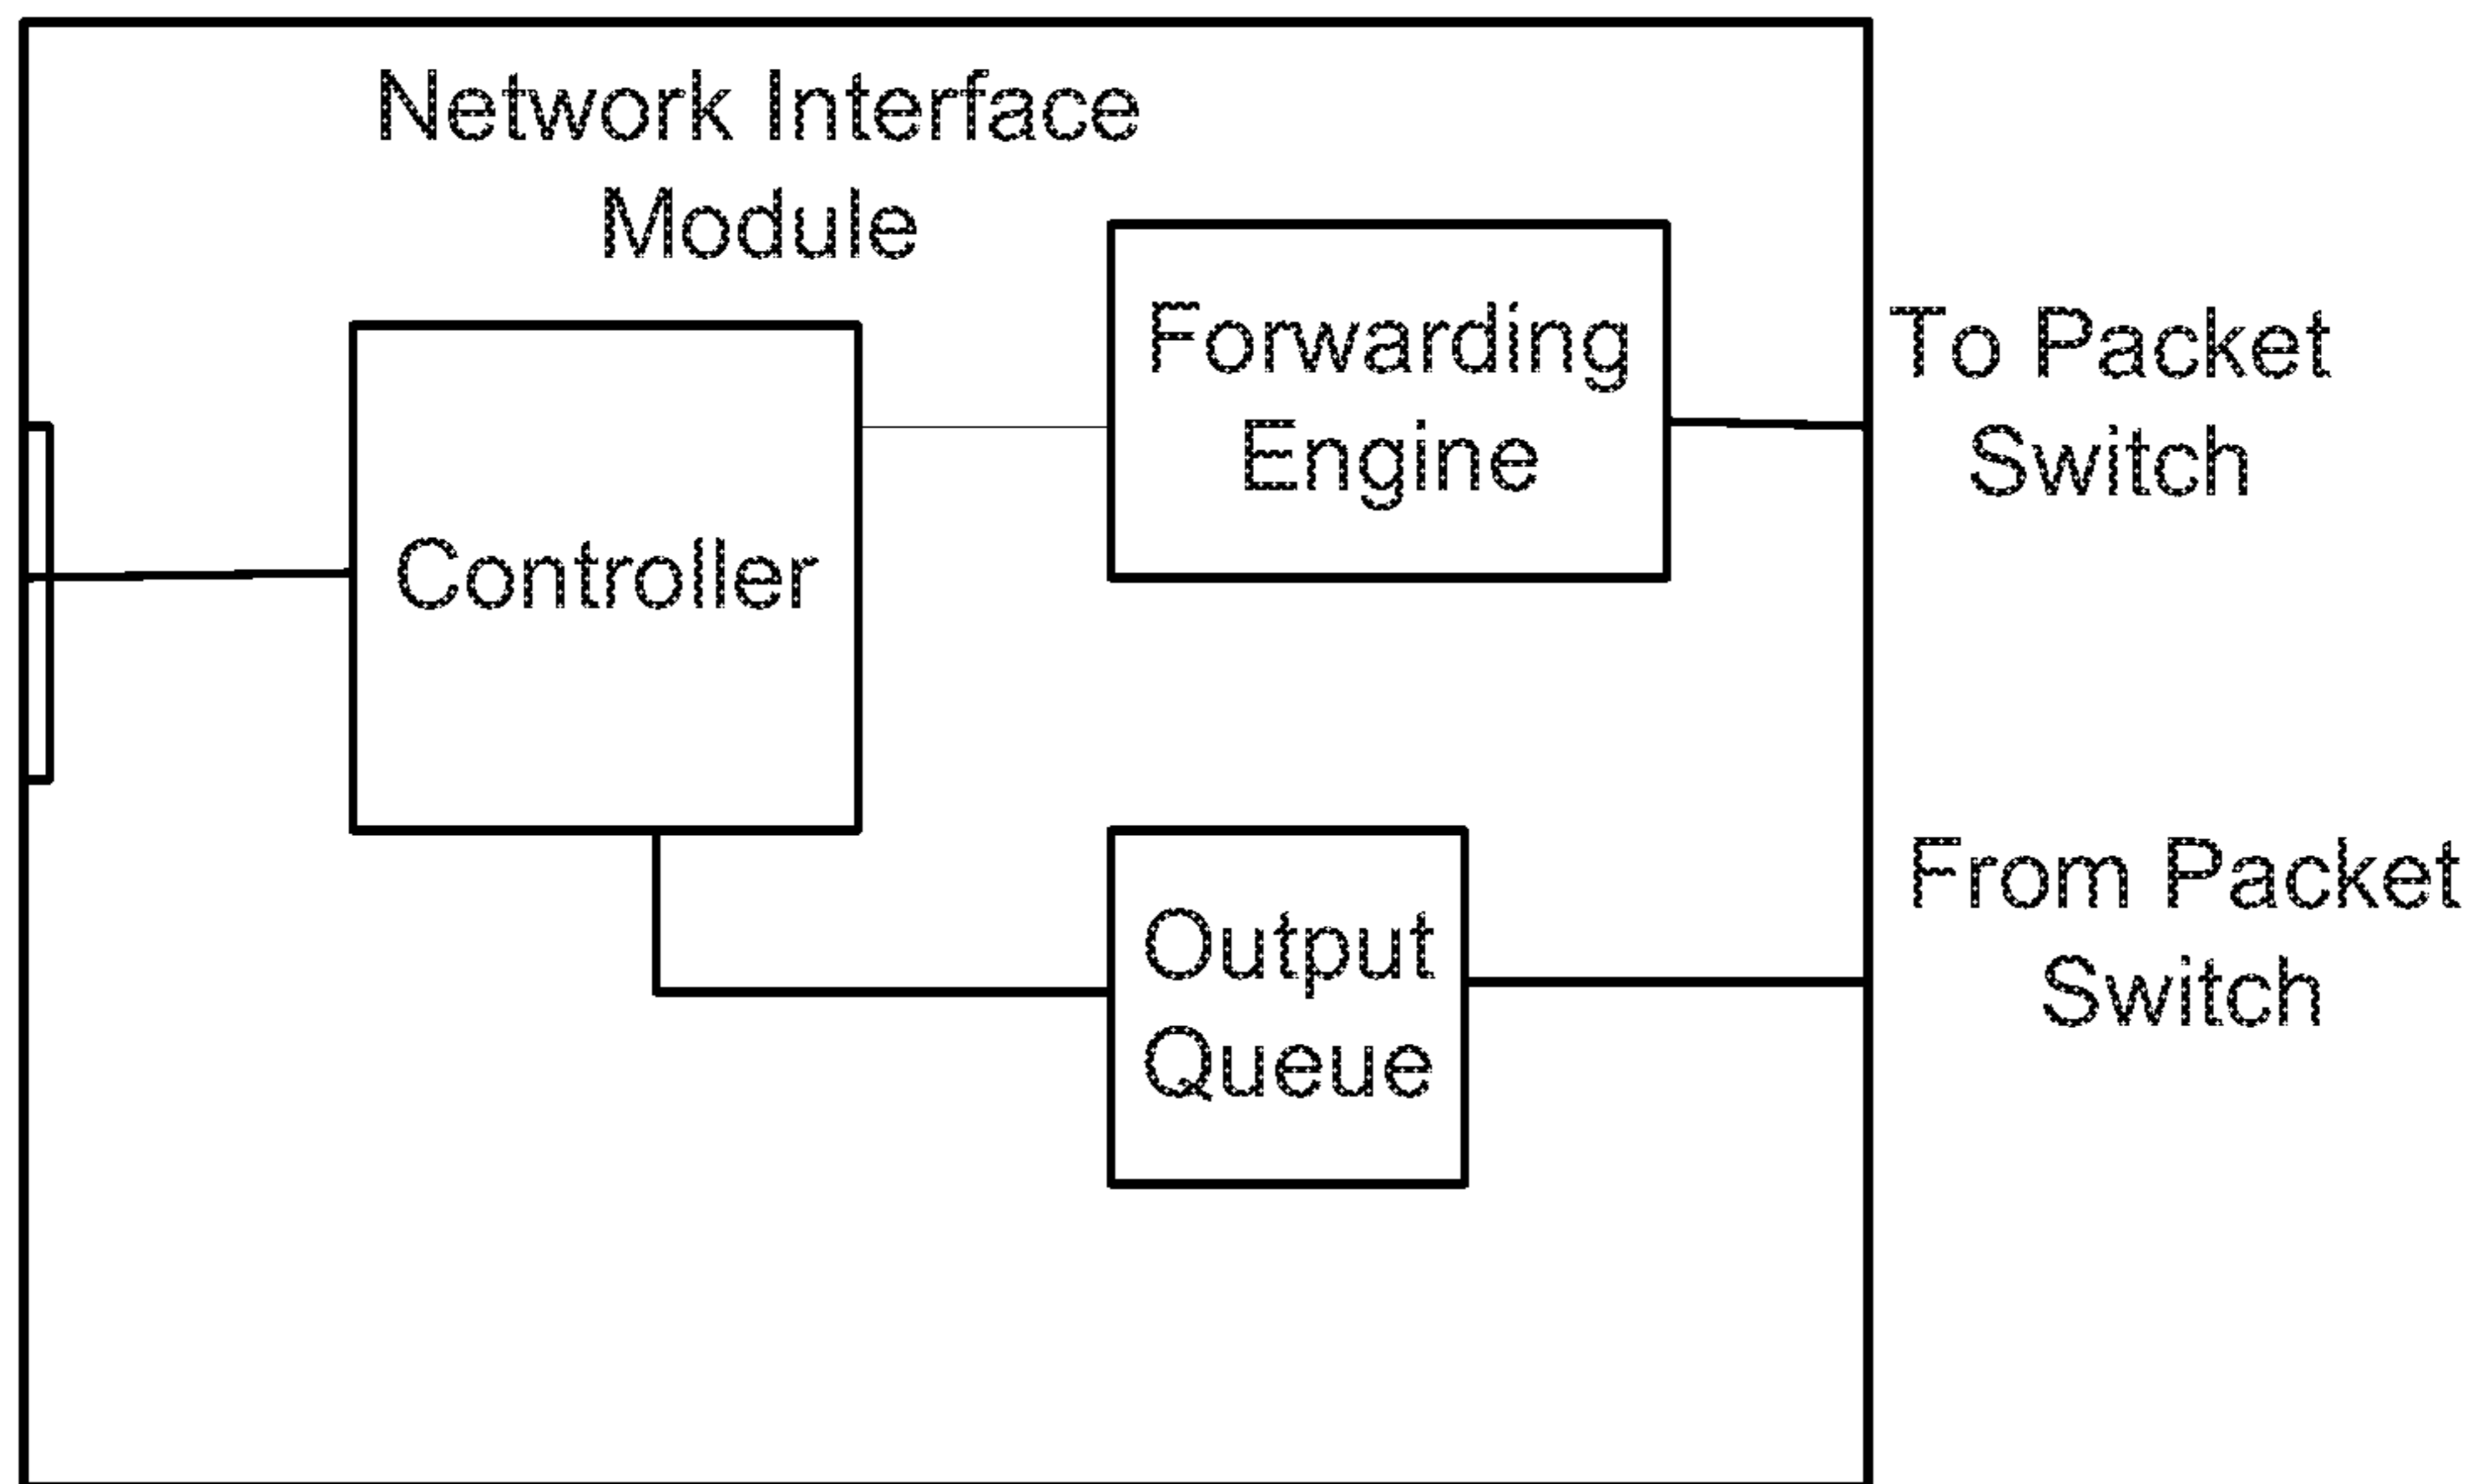 Network Interface
Module
Forwarding
Engine
To Packet
Switch
Controller
From Packet
Switch
Output
Queue